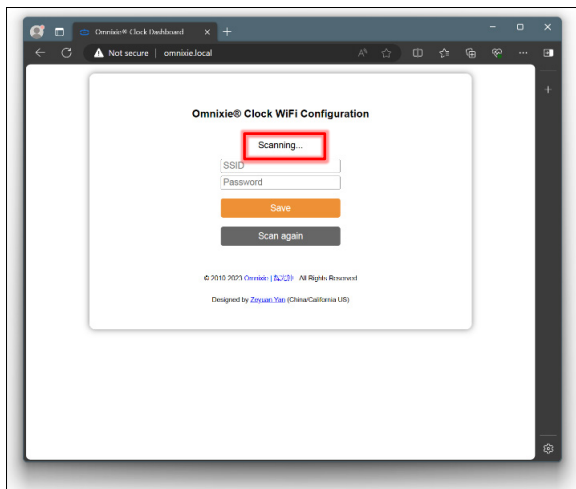 Omnixie® Clock Dashboard
Not secure | omnixie.local
Omnixie® Clock WiFi Configuration
Scanning...
SSID
Password
Save
Scan again
© 2010-2023 Omnixie | All Rights Reserved
Designed by Zeyuan Yan (China/California US)